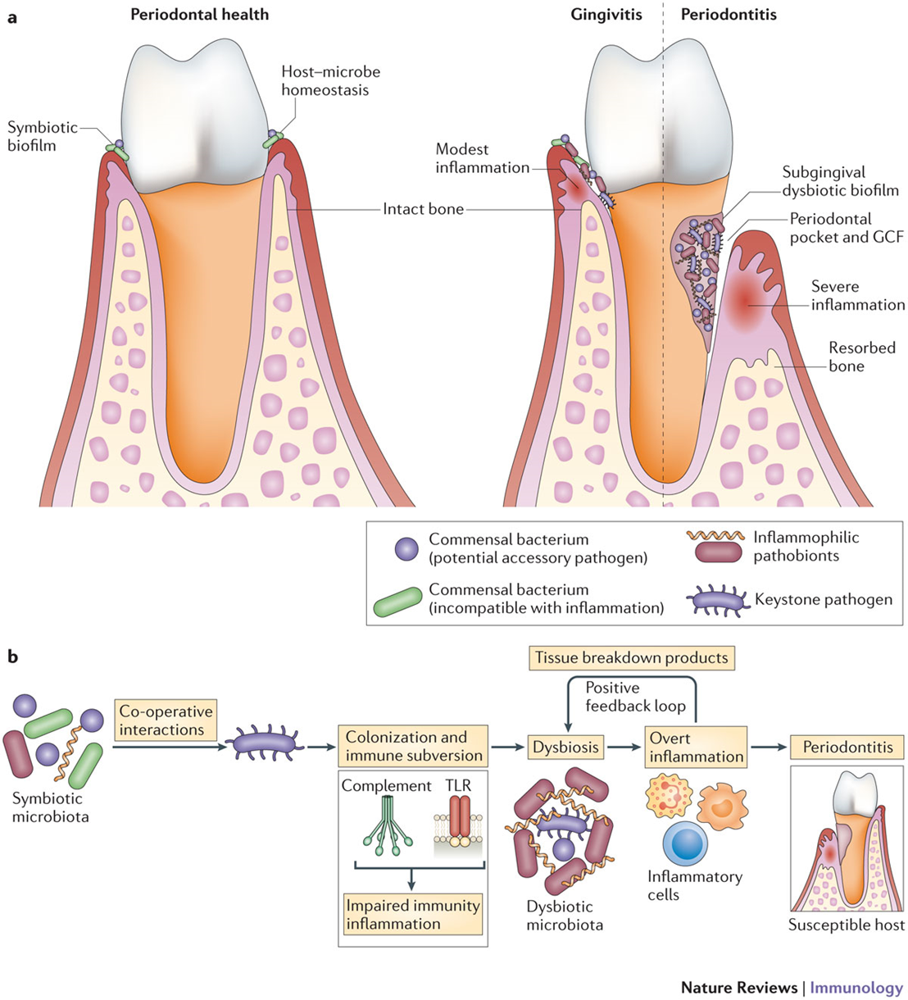 a
Periodontal health
Gingivitis
Periodontitis
Host–microbe
homeostasis
Symbiotic
biofilm
Modest
inflammation
Intact bone
Subgingival
dysbiotic biofilm
Periodontal
pocket and GCF
Severe
inflammation
Resorbed
bone
Commensal bacterium
(potential accessory pathogen)
Inflammophilic
pathobionts
Commensal bacterium
(incompatible with inflammation)
Keystone pathogen
b
Tissue breakdown products
Positive
feedback loop
Co-operative
interactions
Colonization and
immune subversion
Dysbiosis
Overt
inflammation
Periodontitis
Symbiotic
microbiota
Complement
TLR
Impaired immunity
inflammation
Dysbiotic
microbiota
Inflammatory
cells
Susceptible host
Nature Reviews | Immunology